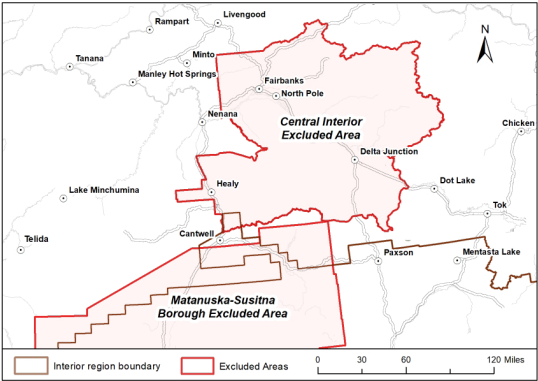 Livengood
Rampart
N
Minto
Tanana
Manley Hot Springs
Fairbanks
North Pole
Nenana
Central Interior
Excluded Area
Chicken
Delta Junction
Healy
Dot Lake
Lake Minchumina
Tok
Cantwell
Telida
Paxson
Mentasta Lake
Matanuska-Susitna
Borough Excluded Area
Interior region boundary
Excluded Areas
0 30 60 120 Miles